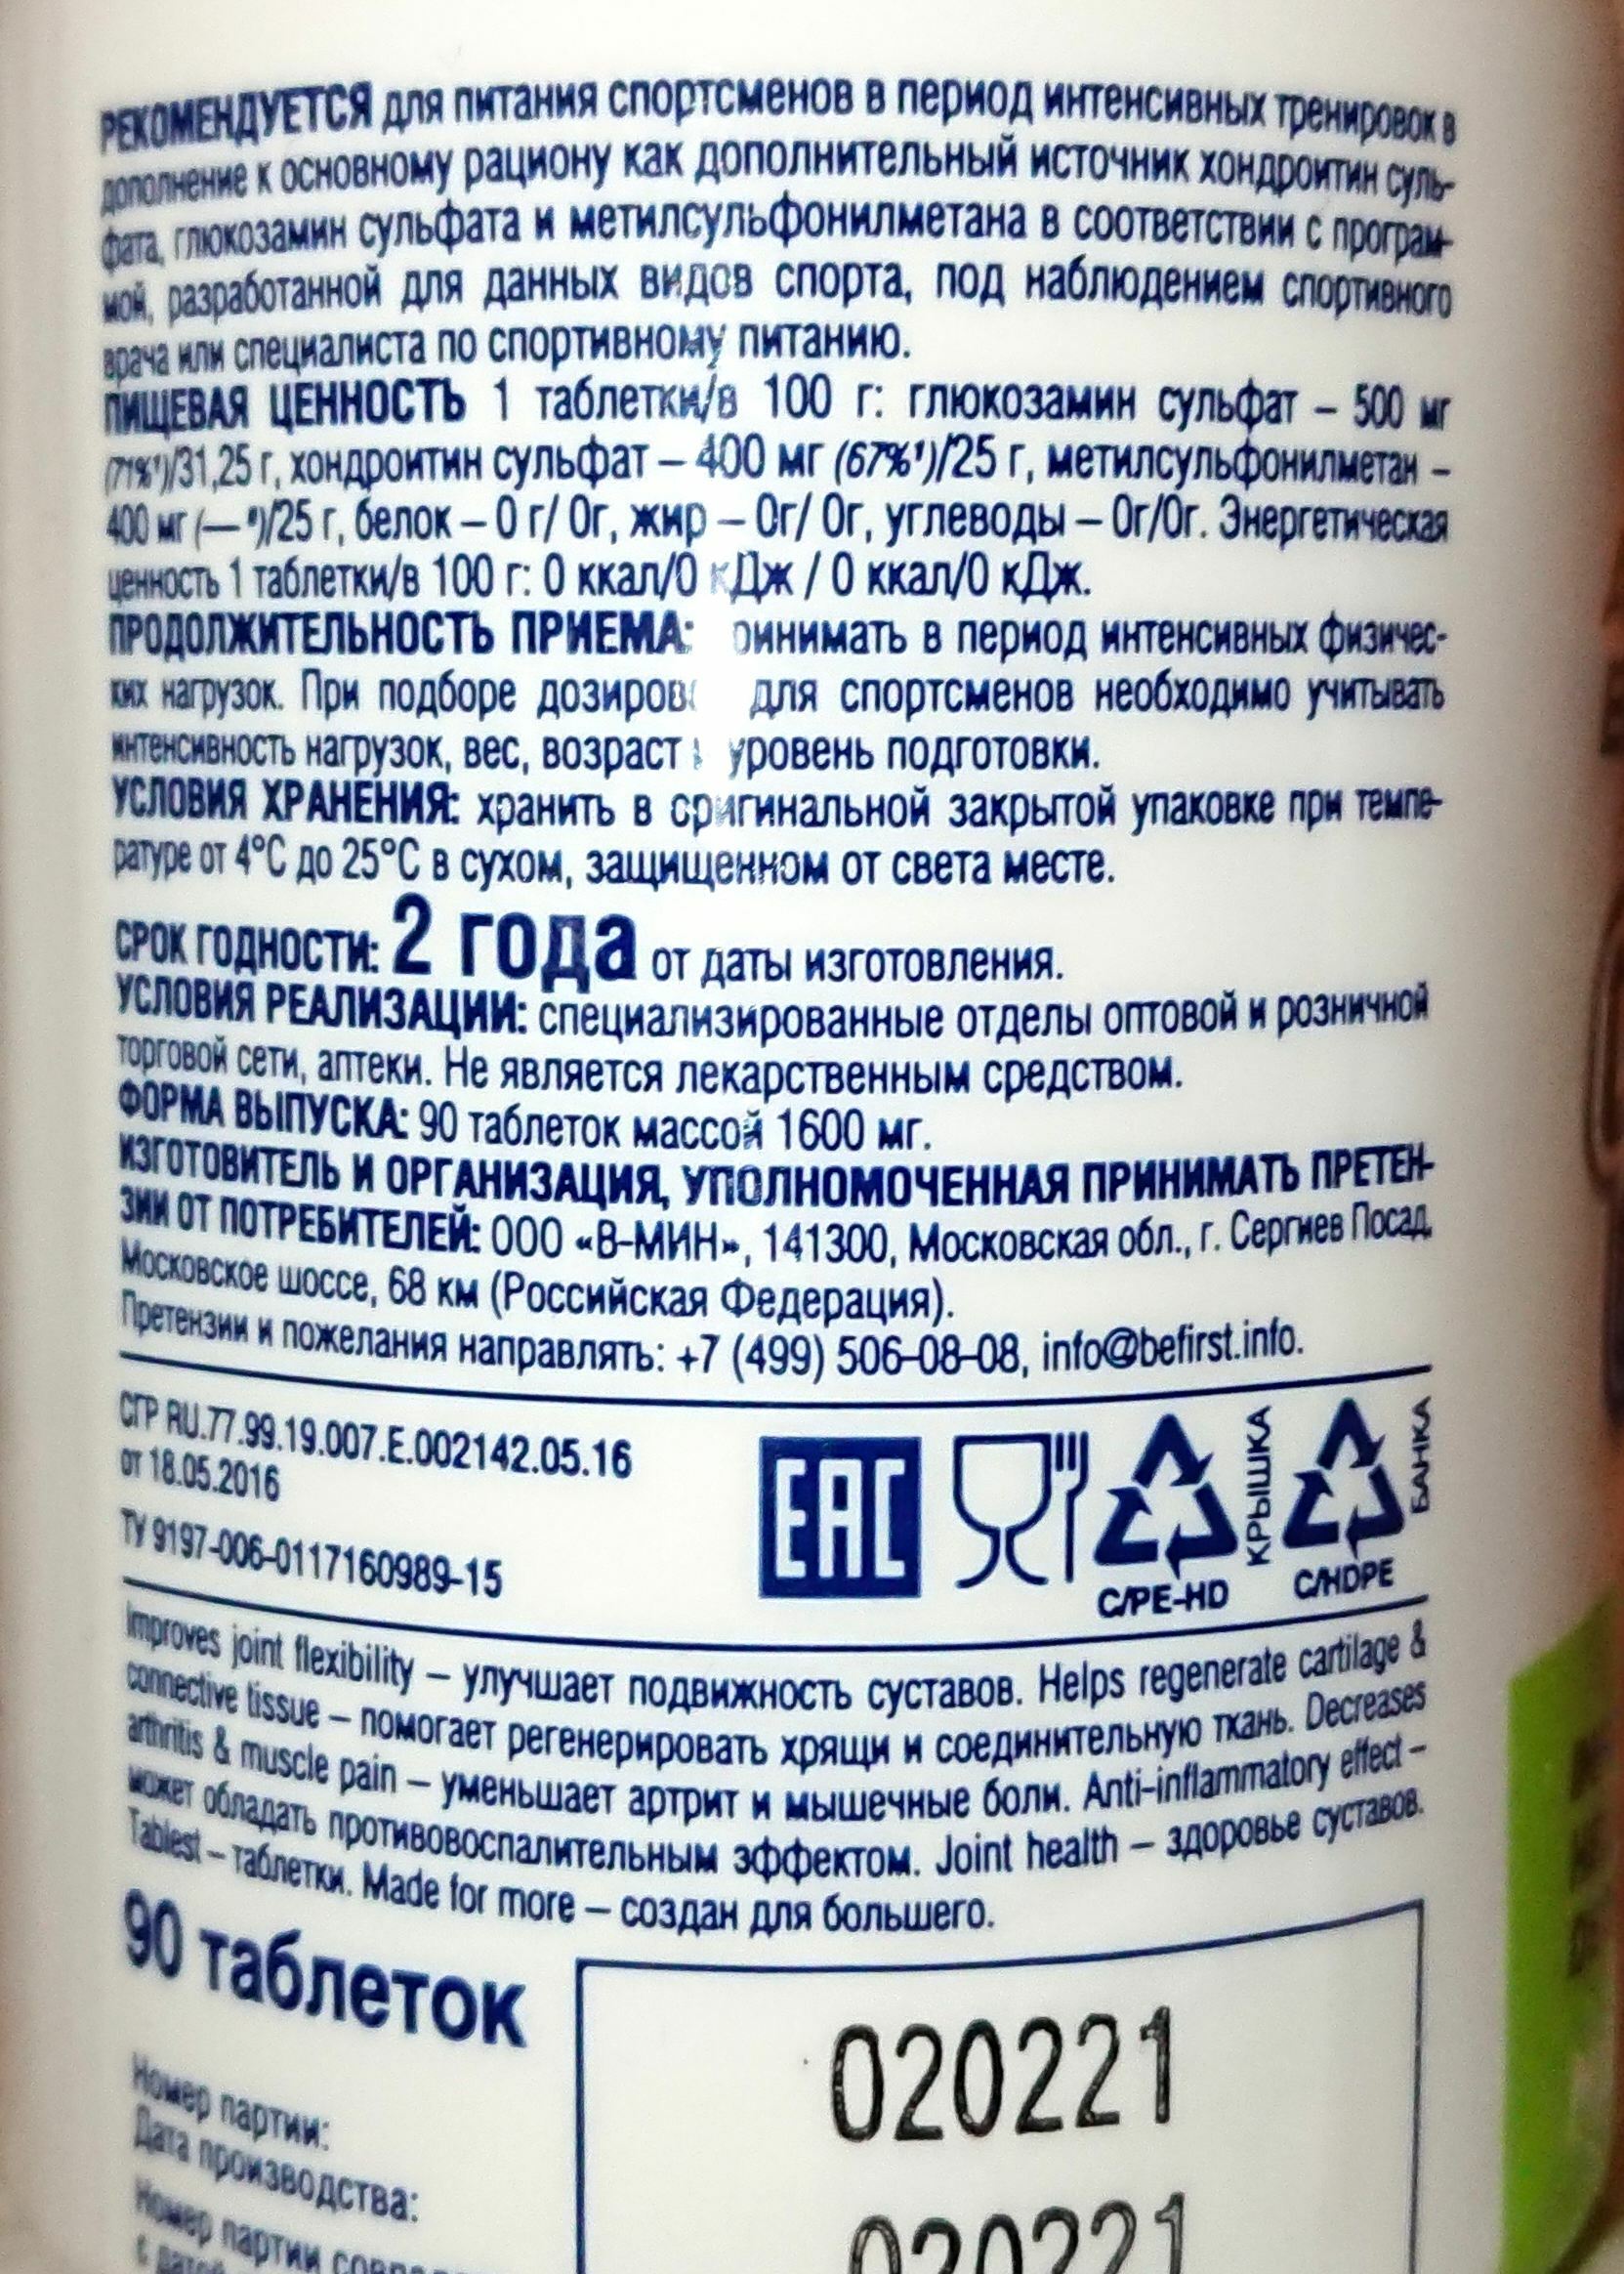 РЕКОМЕНДУЕТСЯ для питания спортсменов в период интенсивных тренировок в
дополнение к основному рациону как дополнительный источник хондроитин суль-
фата, глюкозамин сульфата и метилсульфонилметана в соответствии с програм-
мой, разработанной для данных видов спорта, под наблюдением спортивного
врача или специалиста по спортивному питанию.
ПИЩЕВАЯ ЦЕННОСТЬ 1 таблетки/в 100 г: глюкозамин сульфат – 500 мг
(71%¹)/31,25 г, хондроитин сульфат – 400 мг (67%¹)/25 г, метилсульфонилметан –
400 мг (— )/25 г, белок – 0 г/ 0г, жир – 0г/ 0г, углеводы – 0г/0г. Энергетическая
ценность 1 таблетки/в 100 г: 0 ккал/0 кДж / 0 ккал/0 кДж.
ПРОДОЛЖИТЕЛЬНОСТЬ ПРИЕМА: ринимать в период интенсивных физичес-
ких нагрузок. При подборе дозиров для спортсменов необходимо учитывать
интенсивность нагрузок, вес, возраст уровень подготовки.
УСЛОВИЯ ХРАНЕНИЯ: хранить в оригинальной закрытой упаковке при темпе-
ратуре от 4°С до 25°С в сухом, защищенном от света месте.
СРОК ГОДНОСТИ: 2 года от даты изготовления.
УСЛОВИЯ РЕАЛИЗАЦИИ: специализированные отделы оптовой и розничной
торговой сети, аптеки. Не является лекарственным средством.
ФОРМА ВЫПУСКА: 90 таблеток массой 1600 мг.
ИЗГОТОВИТЕЛЬ И ОРГАНИЗАЦИЯ, УПОЛНОМОЧЕННАЯ ПРИНИМАТЬ ПРЕТЕН-
ЗИИ ОТ ПОТРЕБИТЕЛЕЙ: ООО «В-МИН», 141300, Московская обл., г. Сергиев Посад,
Московское шоссе, 68 км (Российская Федерация).
Претензии и пожелания направлять: +7 (499) 506-08-08, info@befirst.info.
СГР RU.77.99.19.007.Е.002142.05.16
от 18.05.2016
ТУ 9197-006-0117160989-15
EAC
КРЫШКА
C/PE-HD
БАНКА
C/HDPE
Improves joint flexibility – улучшает подвижность суставов. Helps regenerate cartilage &
connective tissue – помогает регенерировать хрящи и соединительную ткань. Decreases
arthritis & muscle pain – уменьшает артрит и мышечные боли. Anti-inflammatory effect –
может обладать противовоспалительным эффектом. Joint health – здоровье суставов.
Tablest – таблетки. Made for more – создан для большего.
90 таблеток
020221
Номер партии:
Дата производства:
020221
Номер партии